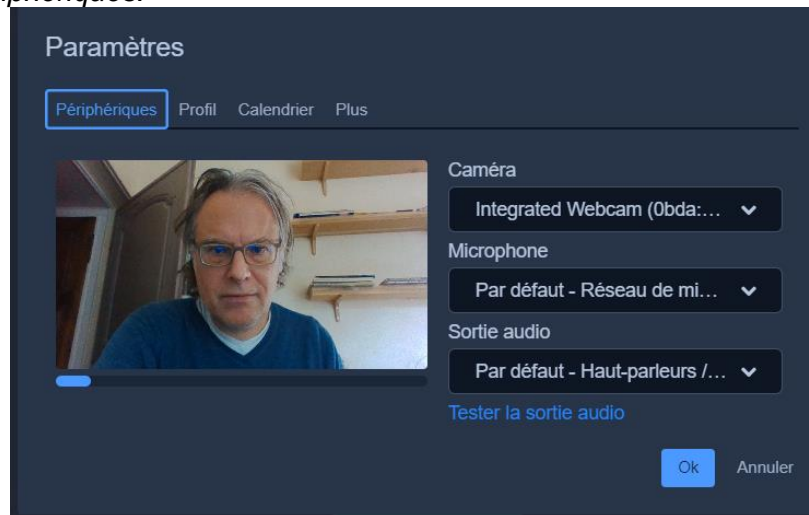 Paramètres
Périphériques Profil Calendrier Plus
Caméra
Integrated Webcam (0bda:...
Microphone
Par défaut - Réseau de mi...
Sortie audio
Par défaut - Haut-parleurs /...
Tester la sortie audio
Ok Annuler